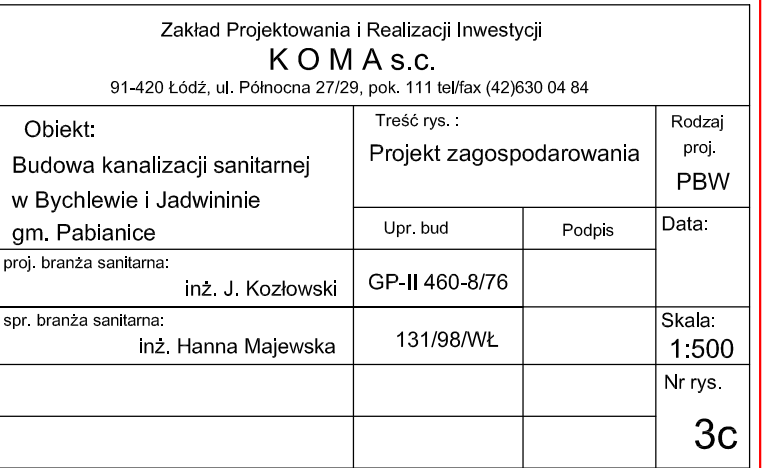 Zakład Projektowania i Realizacji Inwestycji
K O M A s.c.
91-420 Łódź, ul. Północna 27/29, pok. 111 tel/fax (42)630 04 84
Obiekt:
Budowa kanalizacji sanitarnej
w Bychlewie i Jadwininie
gm. Pabianice
Treść rys. :
Projekt zagospodarowania
Rodzaj
proj.
PBW
Upr. bud
Podpis
Data:
proj. branża sanitarna:
inż. J. Kozłowski
GP-II 460-8/76
spr. branża sanitarna:
inż. Hanna Majewska
131/98/WŁ
Skala:
1:500
Nr rys.
3c